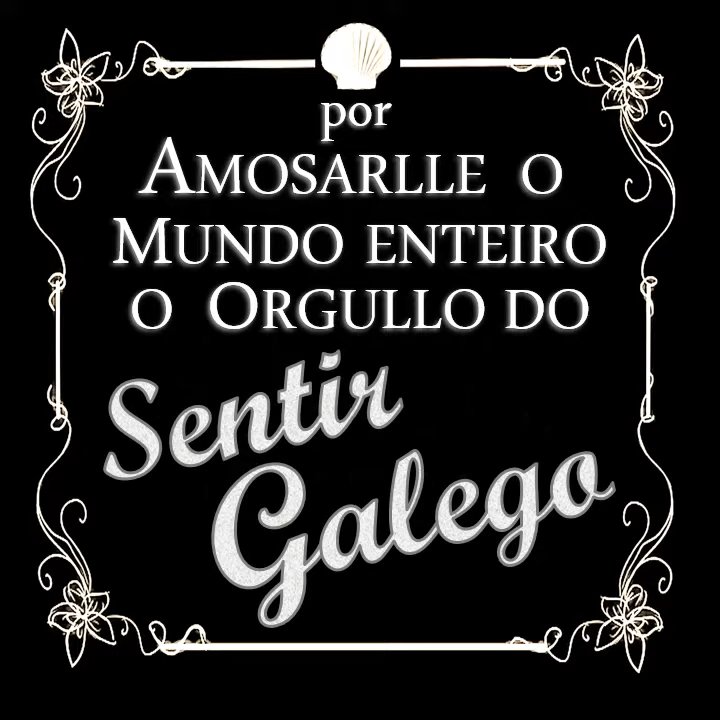 por
AMOSARLLE O
MUNDO ENTEIRO
O ORGULLO DO
Sentir
Galego